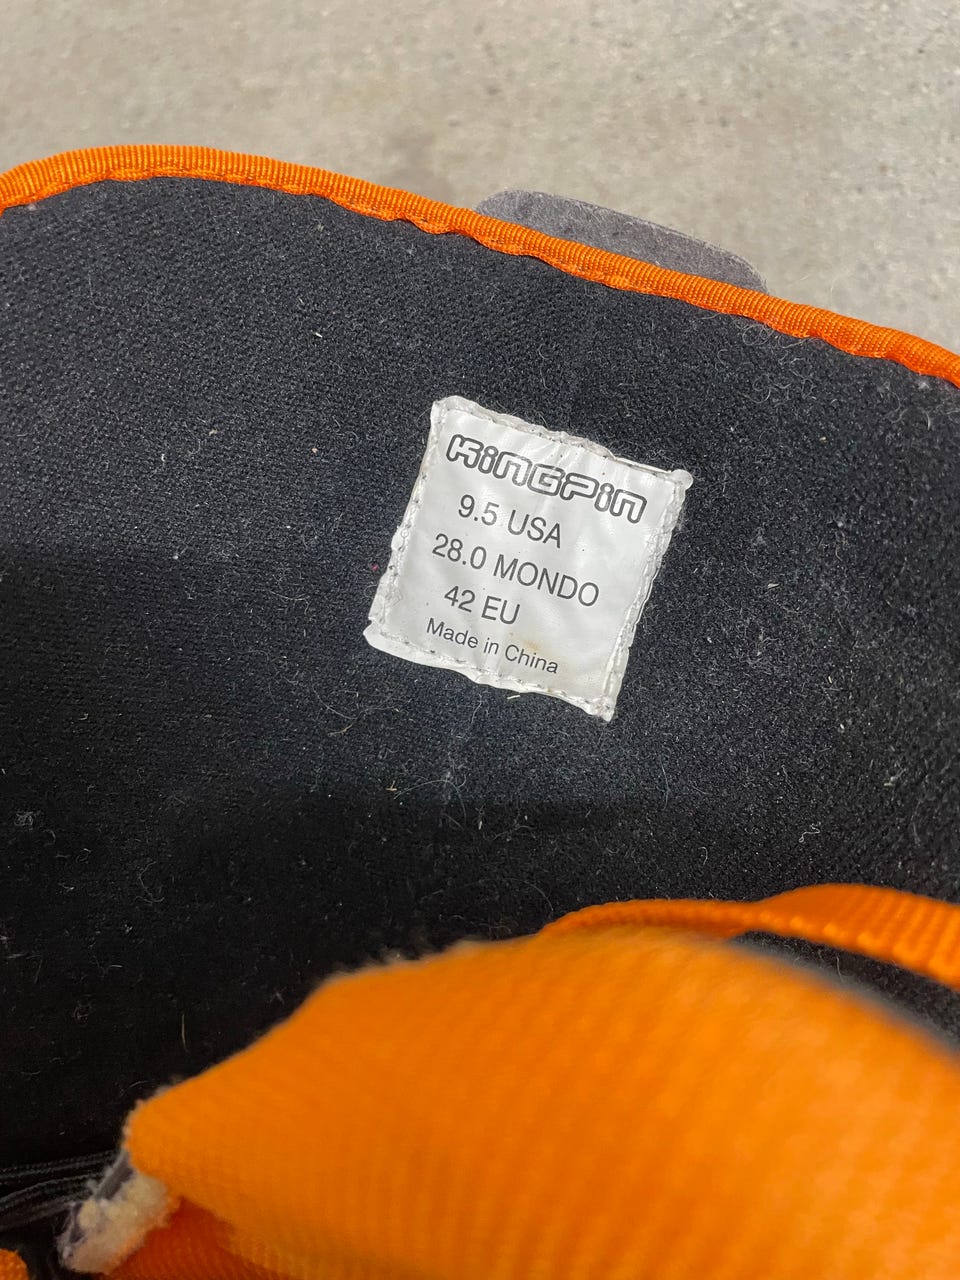 KINGPIN
9.5 USA
28.0 MONDO
42 EU
Made in China